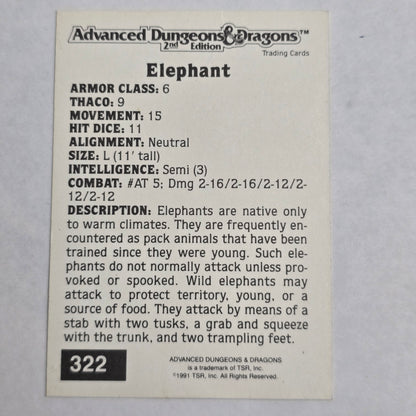 Advanced Dungeons & Dragons™
2nd Edition
Trading Cards
Elephant
ARMOR CLASS: 6
THACO: 9
MOVEMENT: 15
HIT DICE: 11
ALIGNMENT: Neutral
SIZE: L (11' tall)
INTELLIGENCE: Semi (3)
COMBAT: #AT 5; Dmg 2-16/2-16/2-12/2-
12/2-12
DESCRIPTION: Elephants are native only
to warm climates. They are frequently en-
countered as pack animals that have been
trained since they were young. Such ele-
phants do not normally attack unless pro-
voked or spooked. Wild elephants may
attack to protect territory, young, or a
source of food. They attack by means of a
stab with two tusks, a grab and squeeze
with the trunk, and two trampling feet.
322
ADVANCED DUNGEONS & DRAGONS
is a trademark of TSR, Inc.
©1991 TSR, Inc. All Rights Reserved.